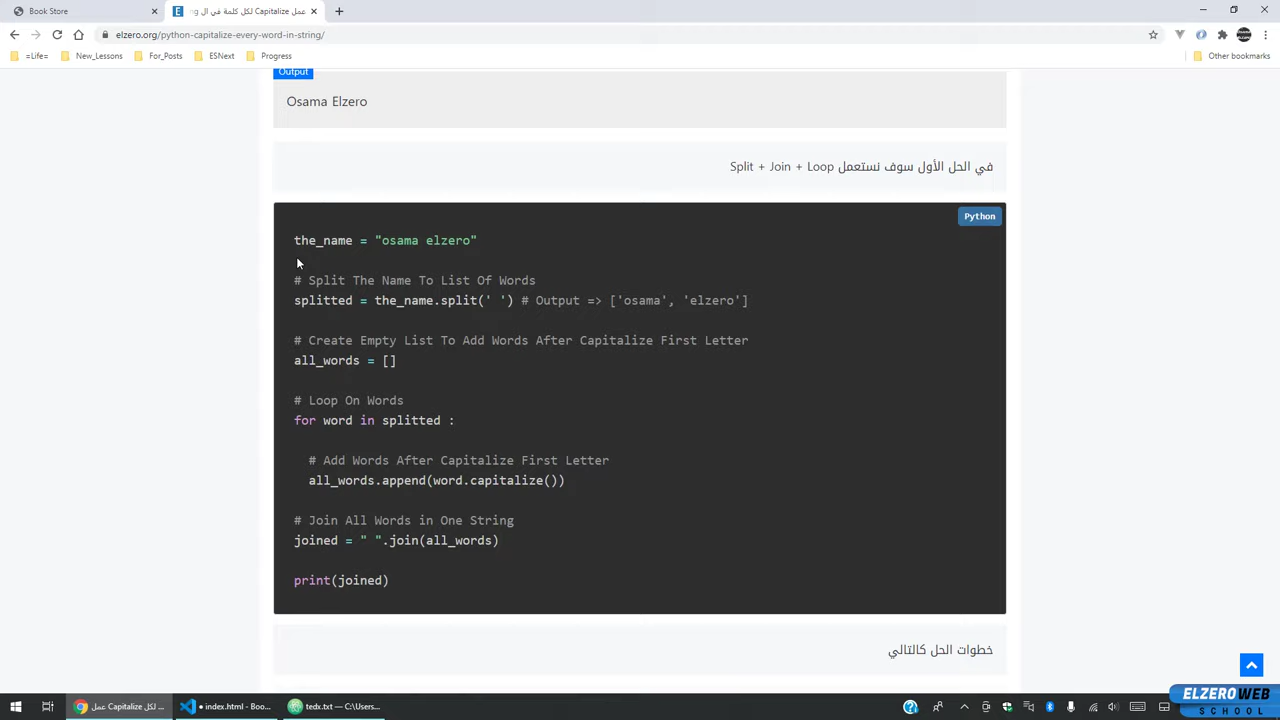 Book Store
عمل Capitalize لكل كلمة في ال
elzero.org/python-capitalize-every-word-in-string/
=Life=
New_Lessons
For_Posts
ESNext
Progress
Other bookmarks
Output
Osama Elzero
في الحل الأول سوف نستعمل Split + Join + Loop
Python
the_name = "osama elzero"
# Split The Name To List Of Words
splitted = the_name.split(' ') # Output => ['osama', 'elzero']
# Create Empty List To Add Words After Capitalize First Letter
all_words = []
# Loop On Words
for word in splitted :
# Add Words After Capitalize First Letter
all_words.append(word.capitalize())
# Join All Words in One String
joined = " ".join(all_words)
print(joined)
خطوات الحل كالتالي
عمل Capitalize لكل ...
● index.html - Boo...
tedx.txt — C:\Users...
ELZERO WEB
SCHOOL